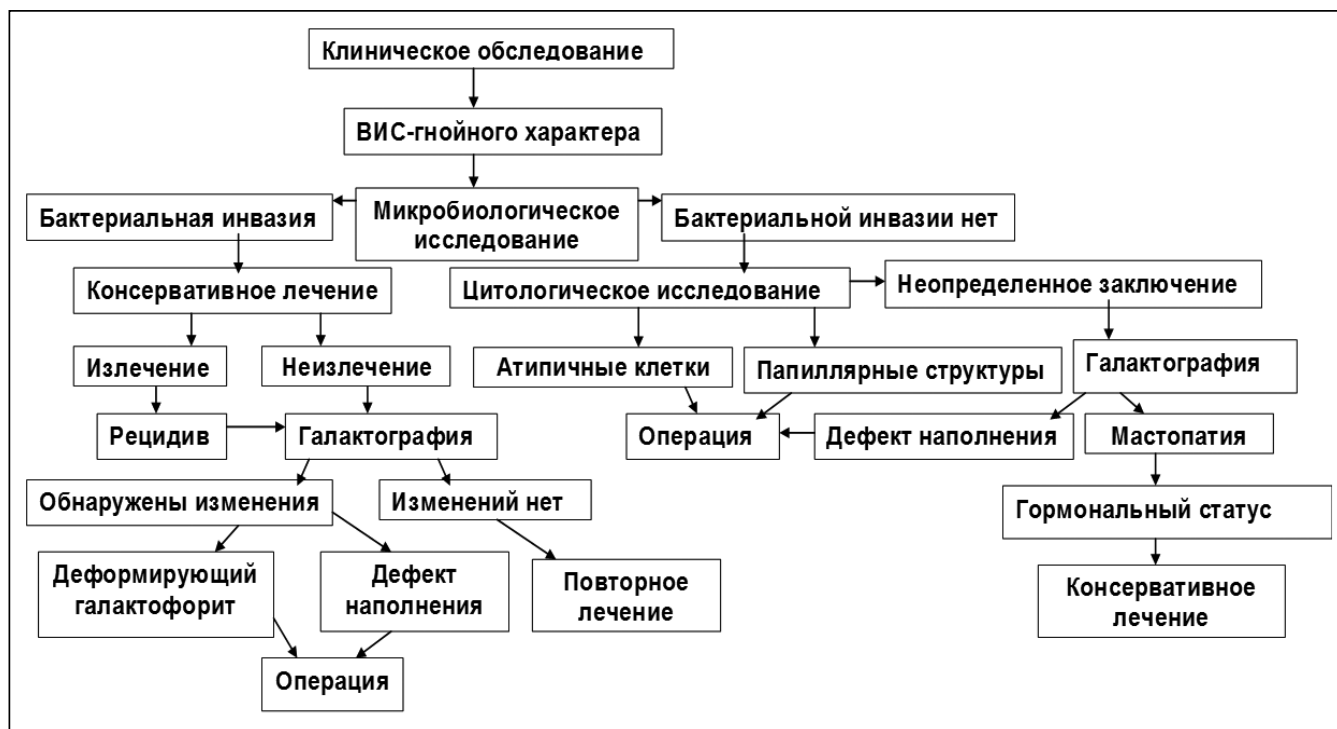 Клиническое обследование
ВИС-гнойного характера
Бактериальная инвазия
Микробиологическое
исследование
Бактериальной инвазии нет
Консервативное лечение
Цитологическое исследование
Неопределенное заключение
Излечение
Неизлечение
Атипичные клетки
Папиллярные структуры
Галактография
Рецидив
Галактография
Операция
Дефект наполнения
Мастопатия
Обнаружены изменения
Изменений нет
Гормональный статус
Деформирующий
галактофорит
Дефект
наполнения
Повторное
лечение
Консервативное
лечение
Операция